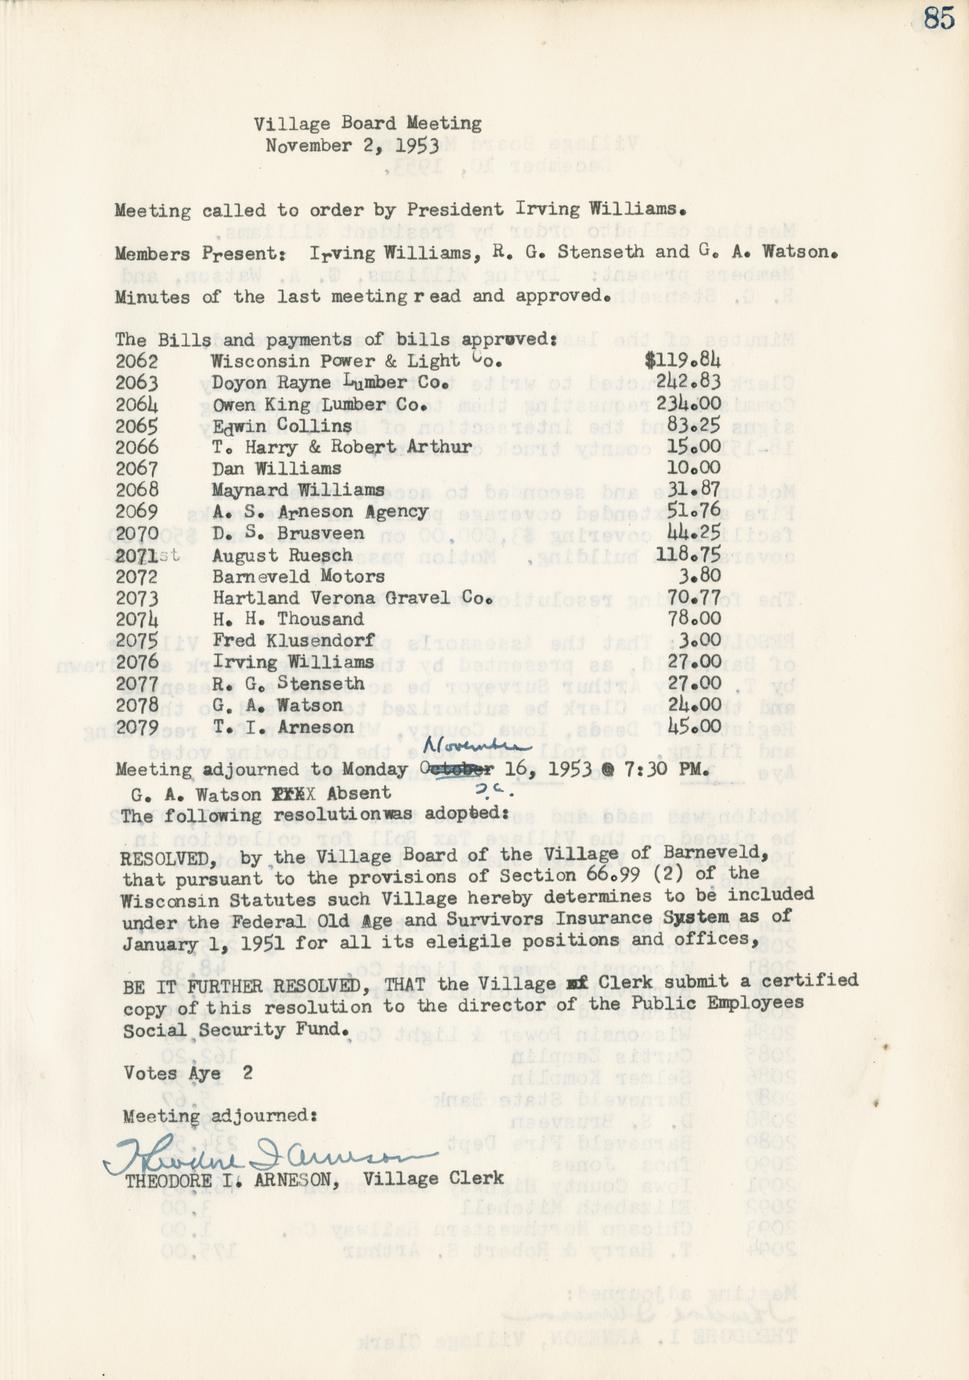 85
Village Board Meeting
November 2, 1953
Meeting called to order by President Irving Williams.
Members Present: Irving Williams, R. G. Stenseth and G. A. Watson.
Minutes of the last meeting read and approved.
The Bills and payments of bills approved:
2062 Wisconsin Power & Light Co. $119.84
2063 Doyon Rayne Lumber Co. 242.83
2064 Owen King Lumber Co. 234.00
2065 Edwin Collins 83.25
2066 T. Harry & Robert Arthur 15.00
2067 Dan Williams 10.00
2068 Maynard Williams 31.87
2069 A. S. Arneson Agency 51.76
2070 D. S. Brusveen 44.25
2071st August Ruesch 118.75
2072 Barneveld Motors 3.80
2073 Hartland Verona Gravel Co. 70.77
2074 H. H. Thousand 78.00
2075 Fred Klusendorf 3.00
2076 Irving Williams 27.00
2077 R. G. Stenseth 27.00
2078 G. A. Watson 24.00
2079 T. I. Arneson 45.00
November
Meeting adjourned to Monday October 16, 1953 @ 7:30 PM.
G. A. Watson Absent
The following resolution was adopted:
RESOLVED, by the Village Board of the Village of Barneveld,
that pursuant to the provisions of Section 66.99 (2) of the
Wisconsin Statutes such Village hereby determines to be included
under the Federal Old Age and Survivors Insurance System as of
January 1, 1951 for all its eleigile positions and offices,
BE IT FURTHER RESOLVED, THAT the Village Clerk submit a certified
copy of this resolution to the director of the Public Employees
Social Security Fund.
Votes Aye 2
Meeting adjourned:
Theodore I Arneson
THEODORE I. ARNESON, Village Clerk